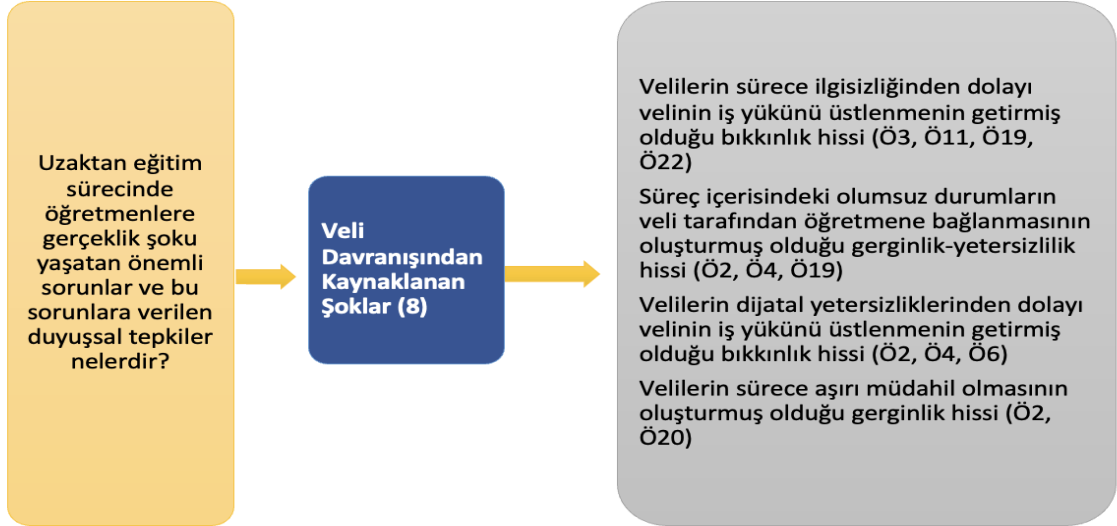 Uzaktan eğitim
sürecinde
öğretmenlere
gerçeklik şoku
yaşatan önemli
sorunlar ve bu
sorunlara verilen
duyuşsal tepkiler
nelerdir?
Veli
Davranışından
Kaynaklanan
Şoklar (8)
Velilerin sürece ilgisizliğinden dolayı
velinin iş yükünü üstlenmenin getirmiş
olduğu bıkkınlık hissi (Ö3, Ö11, Ö19,
Ö22)
Süreç içerisindeki olumsuz durumların
veli tarafından öğretmene bağlanmasının
oluşturmuş olduğu gerginlik-yetersizlilik
hissi (Ö2, Ö4, Ö19)
Velilerin dijatal yetersizliklerinden dolayı
velinin iş yükünü üstlenmenin getirmiş
olduğu bıkkınlık hissi (Ö2, Ö4, Ö6)
Velilerin sürece aşırı müdahil olmasının
oluşturmuş olduğu gerginlik hissi (Ö2,
Ö20)